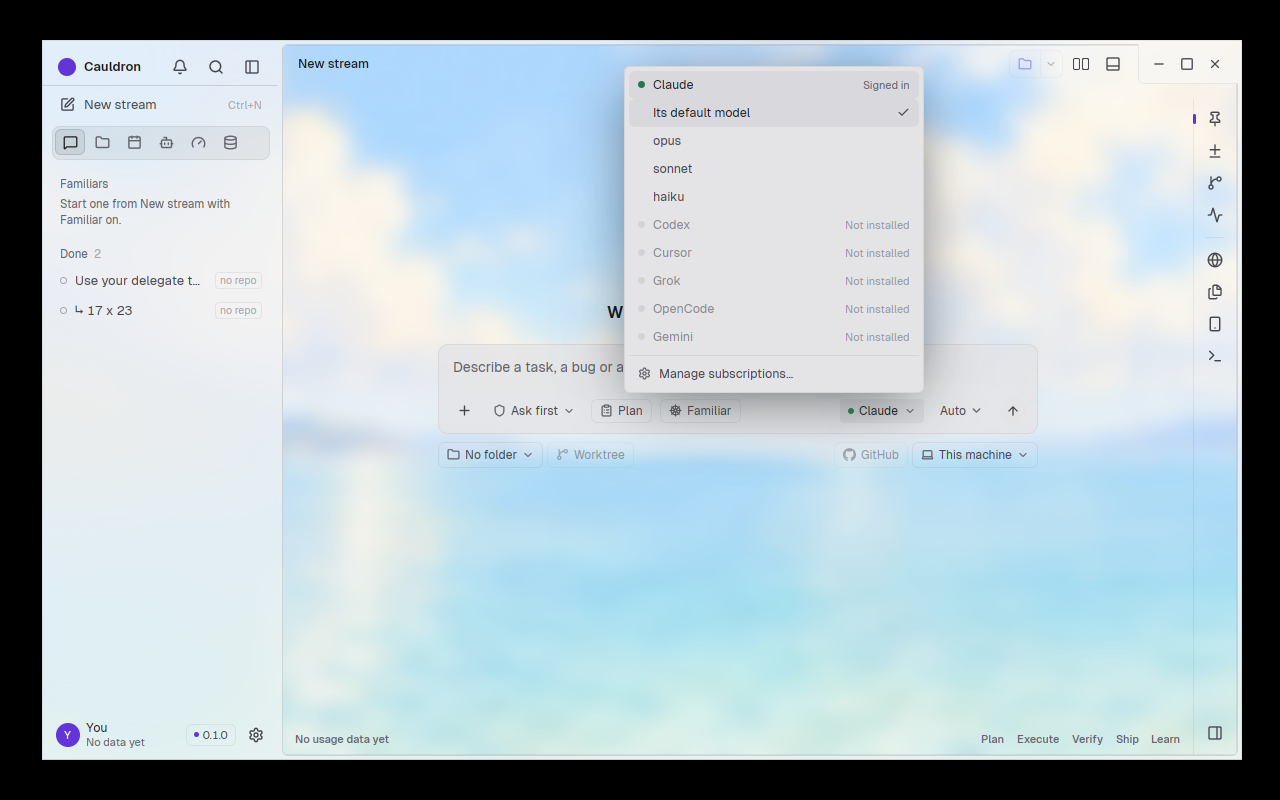 Cauldron
New stream
Ctrl+N
Familiars
Start one from New stream with
Familiar on.
Done 2
Use your delegate t... no repo
↳ 17 x 23 no repo
Y
You
No data yet
0.1.0
New stream
Claude Signed in
Its default model
opus
sonnet
haiku
Codex Not installed
Cursor Not installed
Grok Not installed
OpenCode Not installed
Gemini Not installed
Manage subscriptions...
W
Describe a task, a bug or a
Ask first Plan Familiar Claude Auto
No folder Worktree GitHub This machine
No usage data yet
Plan Execute Verify Ship Learn